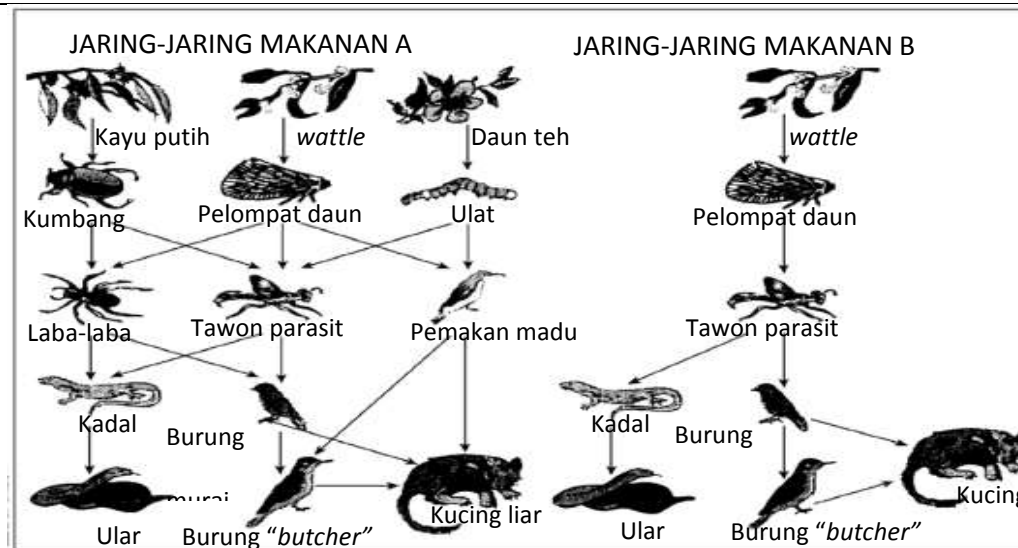 JARING-JARING MAKANAN A
JARING-JARING MAKANAN B
Kayu putih
wattle
Daun teh
wattle
Kumbang
Pelompat daun
Ulat
Pelompat daun
Laba-laba
Tawon parasit
Pemakan madu
Tawon parasit
Kadal
Burung
murai
Kadal
Burung
Ular
Burung "butcher"
Kucing liar
Ular
Burung "butcher"
Kucing